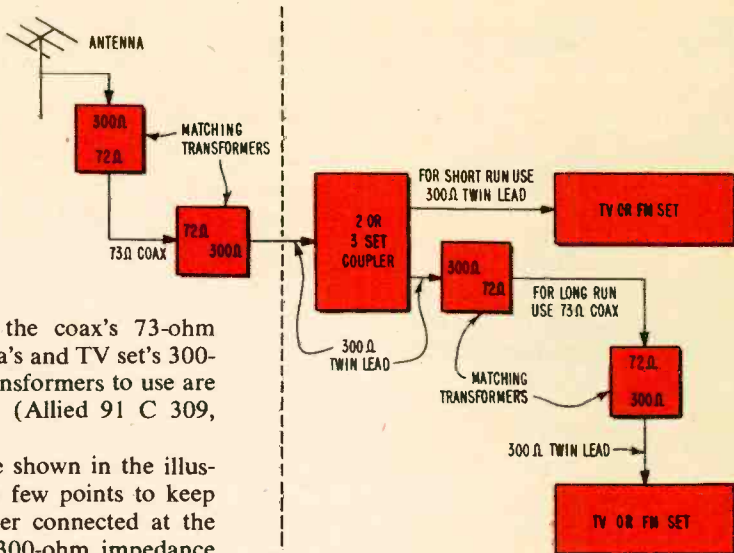 ANTENNA
300Ω
72Ω
MATCHING
TRANSFORMERS
73Ω COAX
72Ω
300Ω
2 OR
3 SET
COUPLER
FOR SHORT RUN USE
300Ω TWIN LEAD
TV OR FM SET
300Ω
72Ω
FOR LONG RUN
USE 73Ω COAX
300Ω
TWIN LEAD
MATCHING
TRANSFORMERS
72Ω
300Ω
300Ω TWIN LEAD
TV OR FM SET
the coax's 73-ohm
a's and TV set's 300-
ansformers to use are
(Allied 91 C 309,
e shown in the illus-
few points to keep
er connected at the
300-ohm impedance